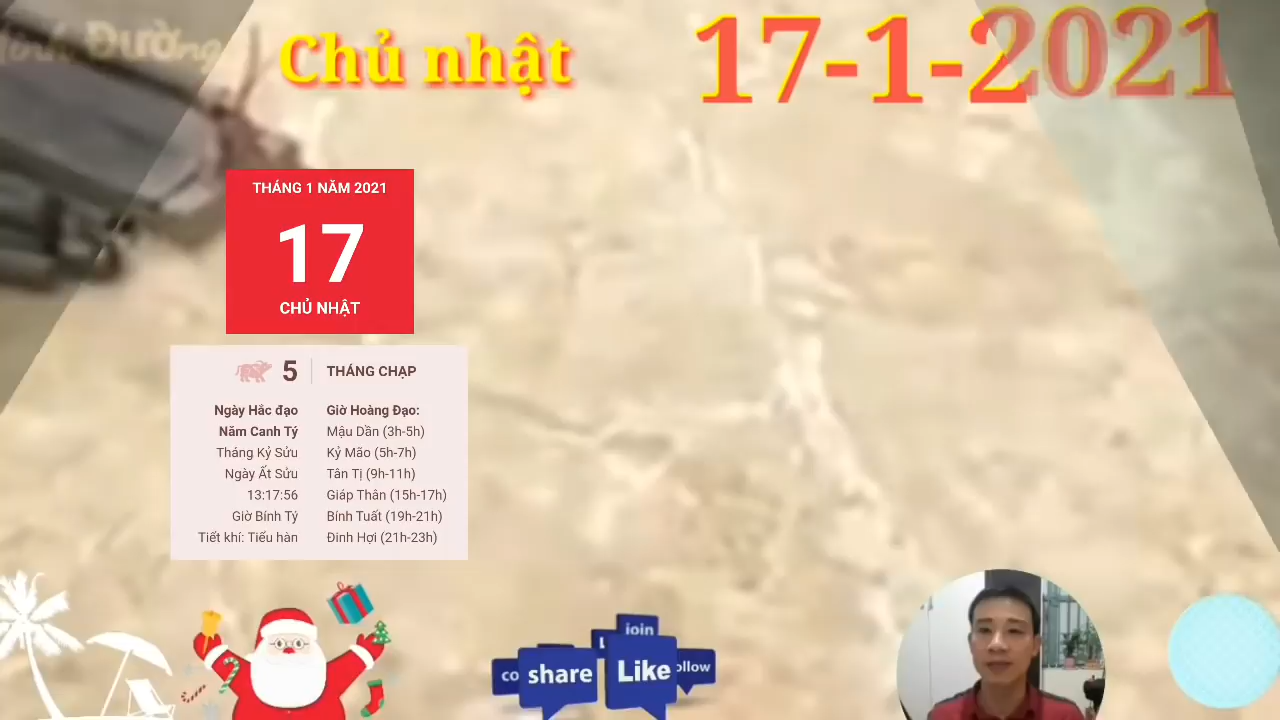 Đường
Chủ nhật
17-1-2021
THÁNG 1 NĂM 2021
17
CHỦ NHẬT
5 THÁNG CHẠP
Ngày Hắc đạo
Năm Canh Tý
Tháng Kỷ Sửu
Ngày Ất Sửu
13:17:56
Giờ Bính Tý
Tiết khí: Tiểu hàn
Giờ Hoàng Đạo:
Mậu Dần (3h-5h)
Kỷ Mão (5h-7h)
Tân Tị (9h-11h)
Giáp Thân (15h-17h)
Bính Tuất (19h-21h)
Đinh Hợi (21h-23h)
join
co share L Like ollow